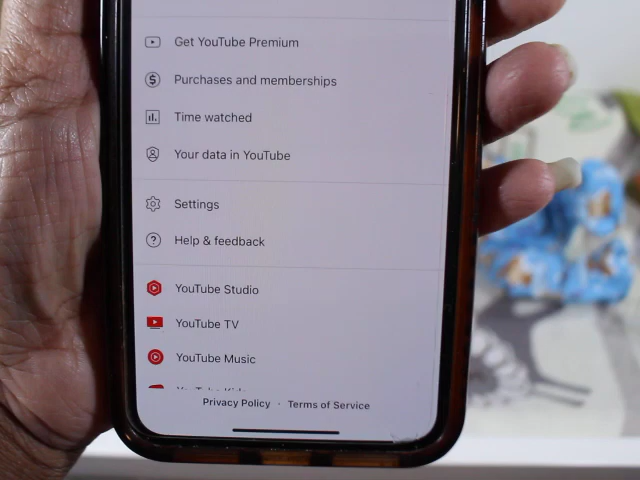 Get YouTube Premium
Purchases and memberships
Time watched
Your data in YouTube
Settings
Help & feedback
YouTube Studio
YouTube TV
YouTube Music
Privacy Policy · Terms of Service